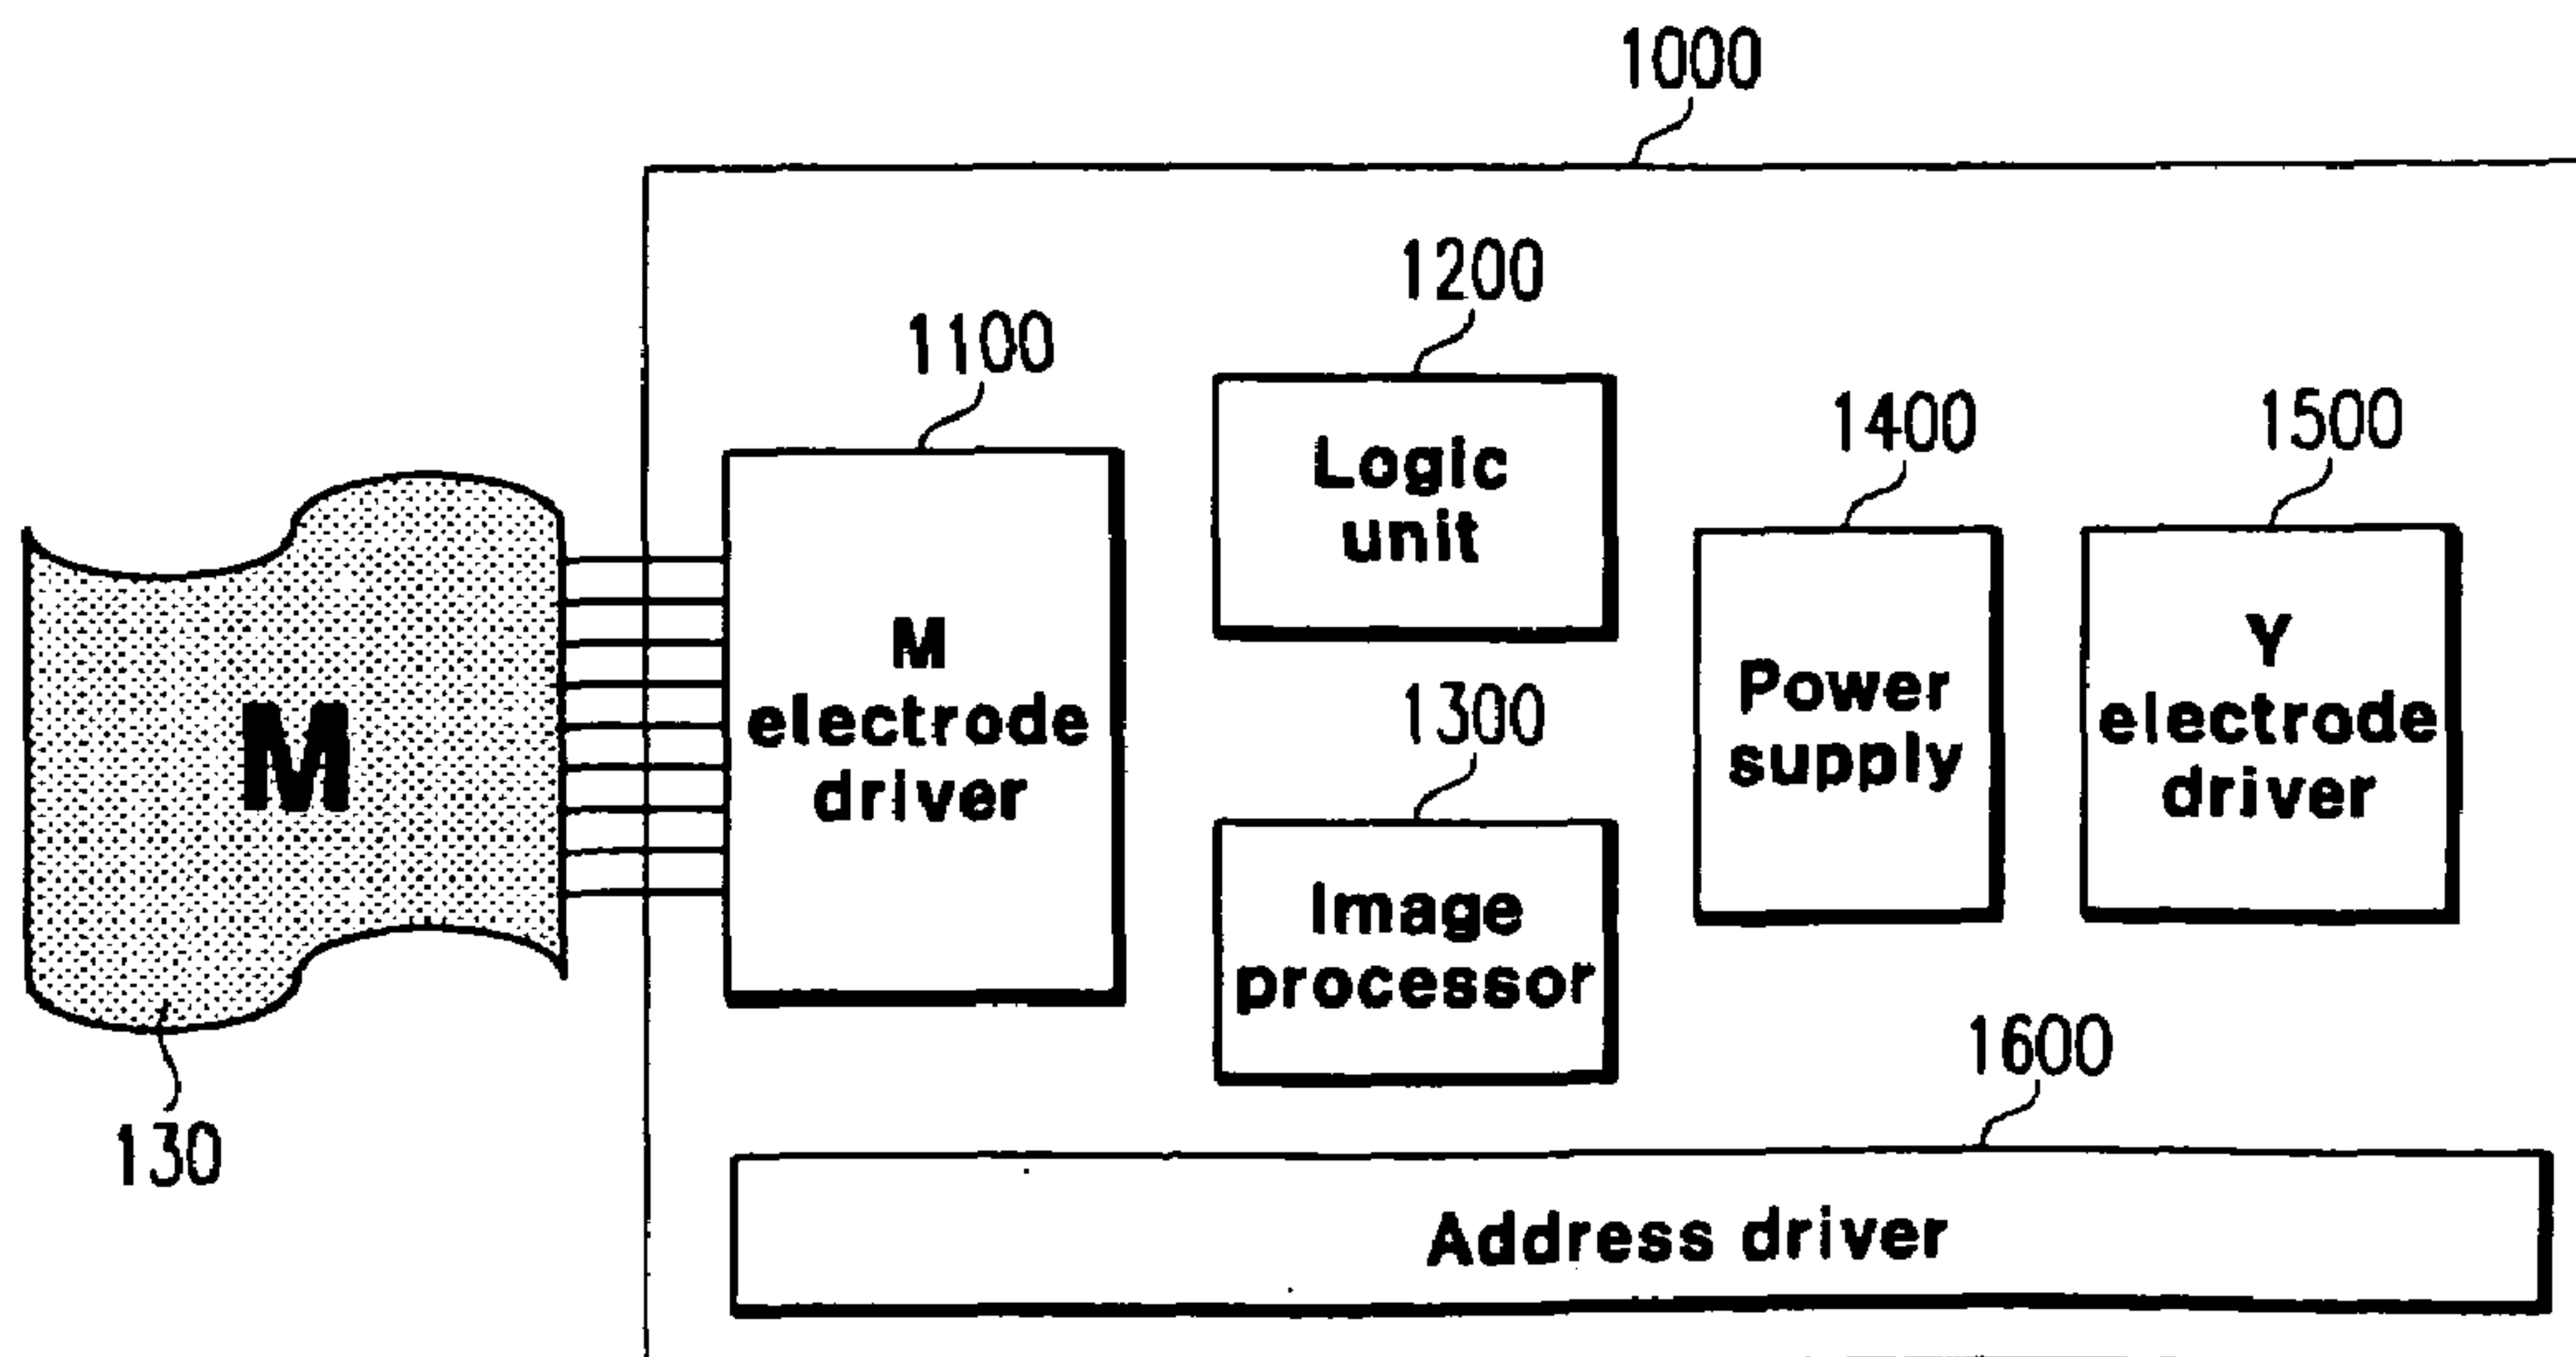 1000
1200
1100
1400
1500
Logic
unit
M
electrode
driver
Y
electrode
driver
Power
supply
M
1300
Image
processor
1600
130
Address driver